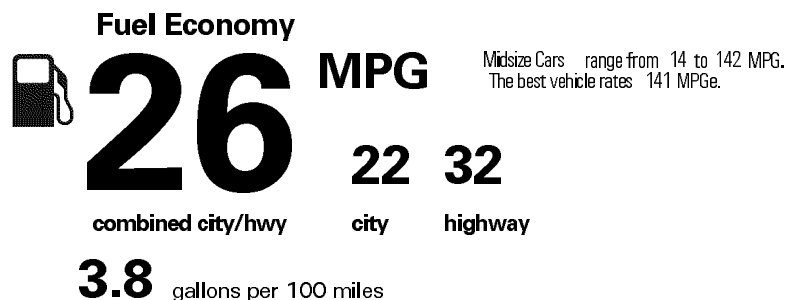 Fuel Economy
26 MPG
Midsize Cars range from 14 to 142 MPG.
The best vehicle rates 141 MPGe.
22 32
combined city/hwy city highway
3.8 gallons per 100 miles